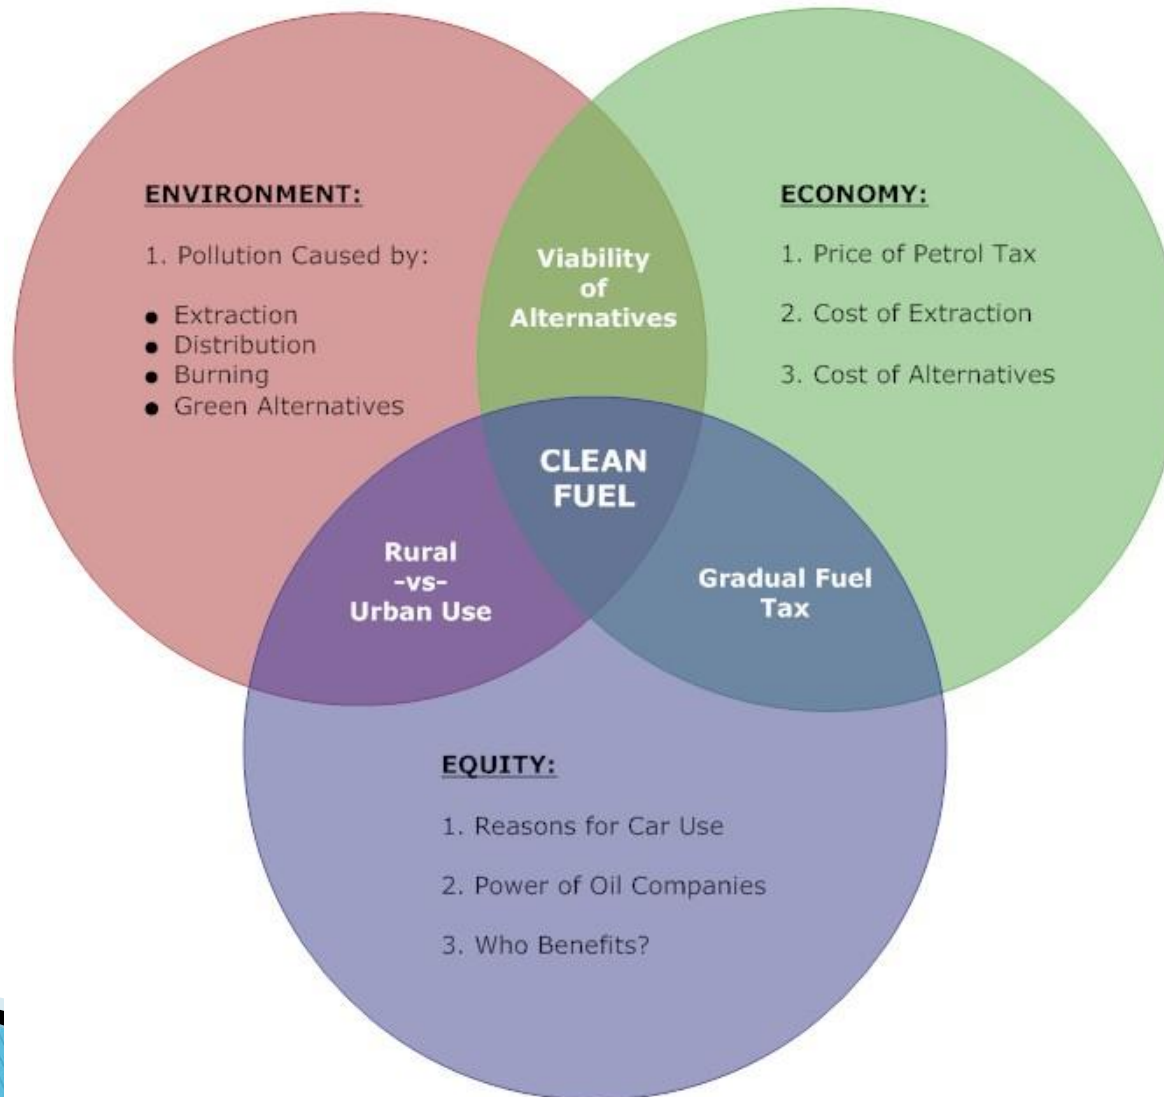 ENVIRONMENT:
1. Pollution Caused by:
● Extraction
● Distribution
● Burning
● Green Alternatives
Viability
of
Alternatives
ECONOMY:
1. Price of Petrol Tax
2. Cost of Extraction
3. Cost of Alternatives
CLEAN
FUEL
Rural
-vs-
Urban Use
Gradual Fuel
Tax
EQUITY:
1. Reasons for Car Use
2. Power of Oil Companies
3. Who Benefits?